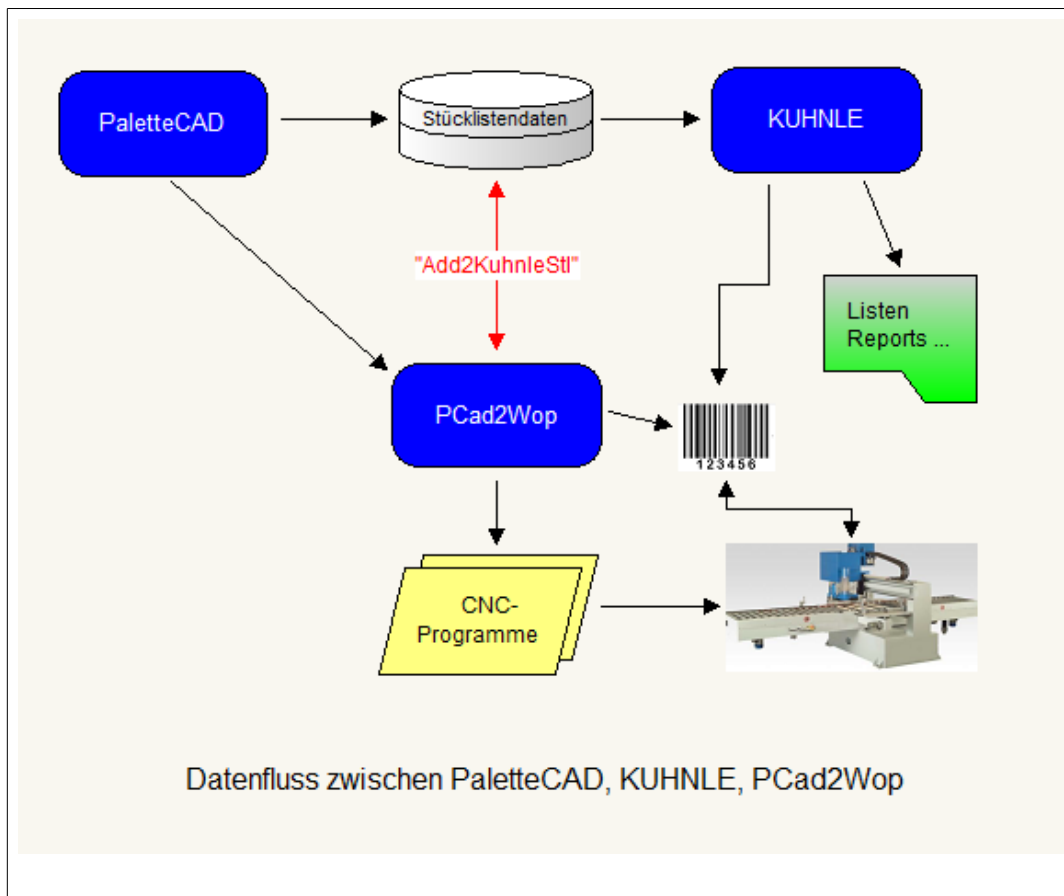 PaletteCAD
Stücklistendaten
KUHNLE
"Add2KuhnleStl"
Listen
Reports ...
PCad2Wop
123456
CNC-
Programme
Datenfluss zwischen PaletteCAD, KUHNLE, PCad2Wop